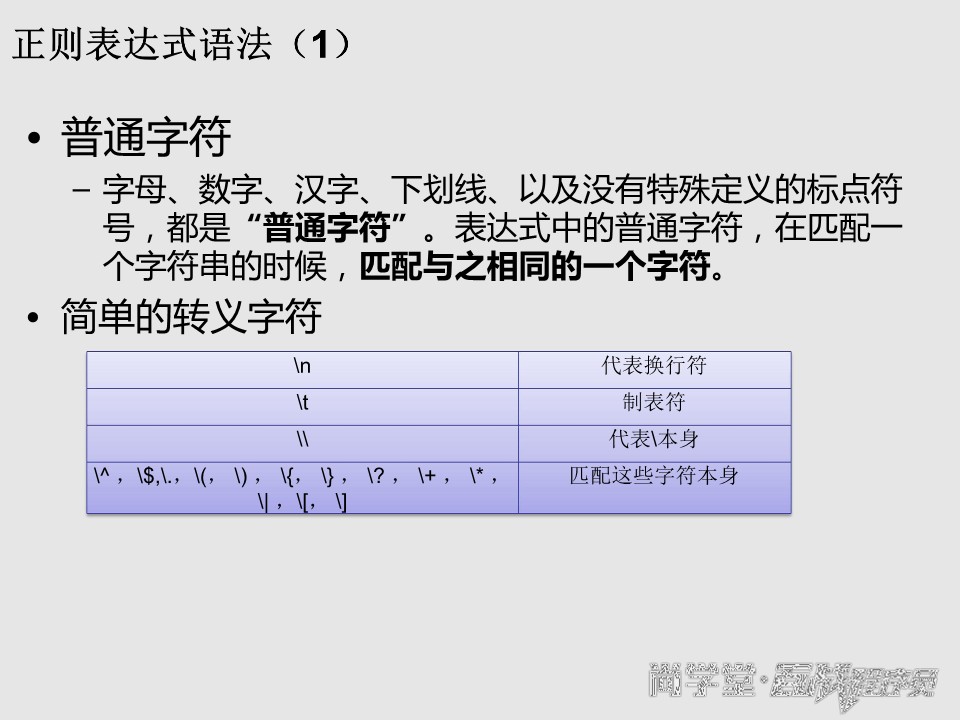 正则表达式语法（1）
• 普通字符
– 字母、数字、汉字、下划线、以及没有特殊定义的标点符
号，都是“普通字符”。表达式中的普通字符，在匹配一
个字符串的时候，匹配与之相同的一个字符。
• 简单的转义字符
\n 代表换行符
\t 制表符
\\ 代表\本身
\^ ，\$,\.，\(， \) ， \{， \} ， \? ， \+ ， \* ， 匹配这些字符本身
\| ，\[， \]
尚学堂·